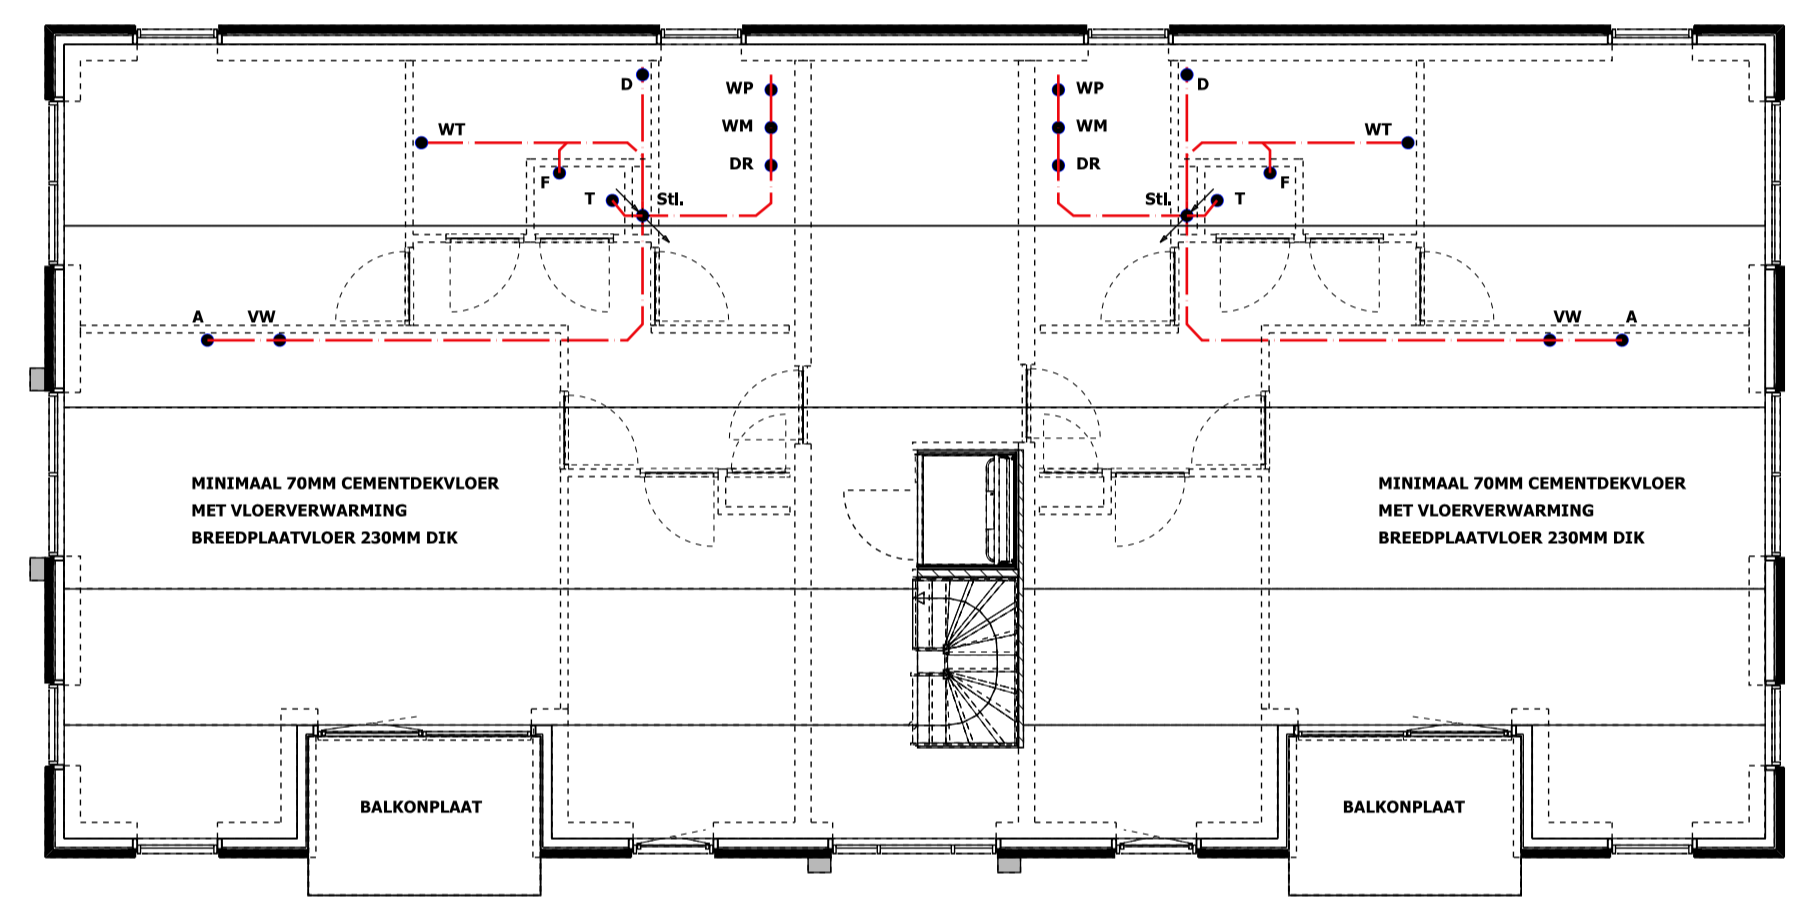 D
WP
WP
D
WT
WM
WM
WT
DR
DR
F
F
T
Stl.
Stl.
T
A
VW
VW
A
MINIMAAL 70MM CEMENTDEKVLOER
MET VLOERVERWARMING
BREEDPLAATVLOER 230MM DIK
MINIMAAL 70MM CEMENTDEKVLOER
MET VLOERVERWARMING
BREEDPLAATVLOER 230MM DIK
BALKONPLAAT
BALKONPLAAT